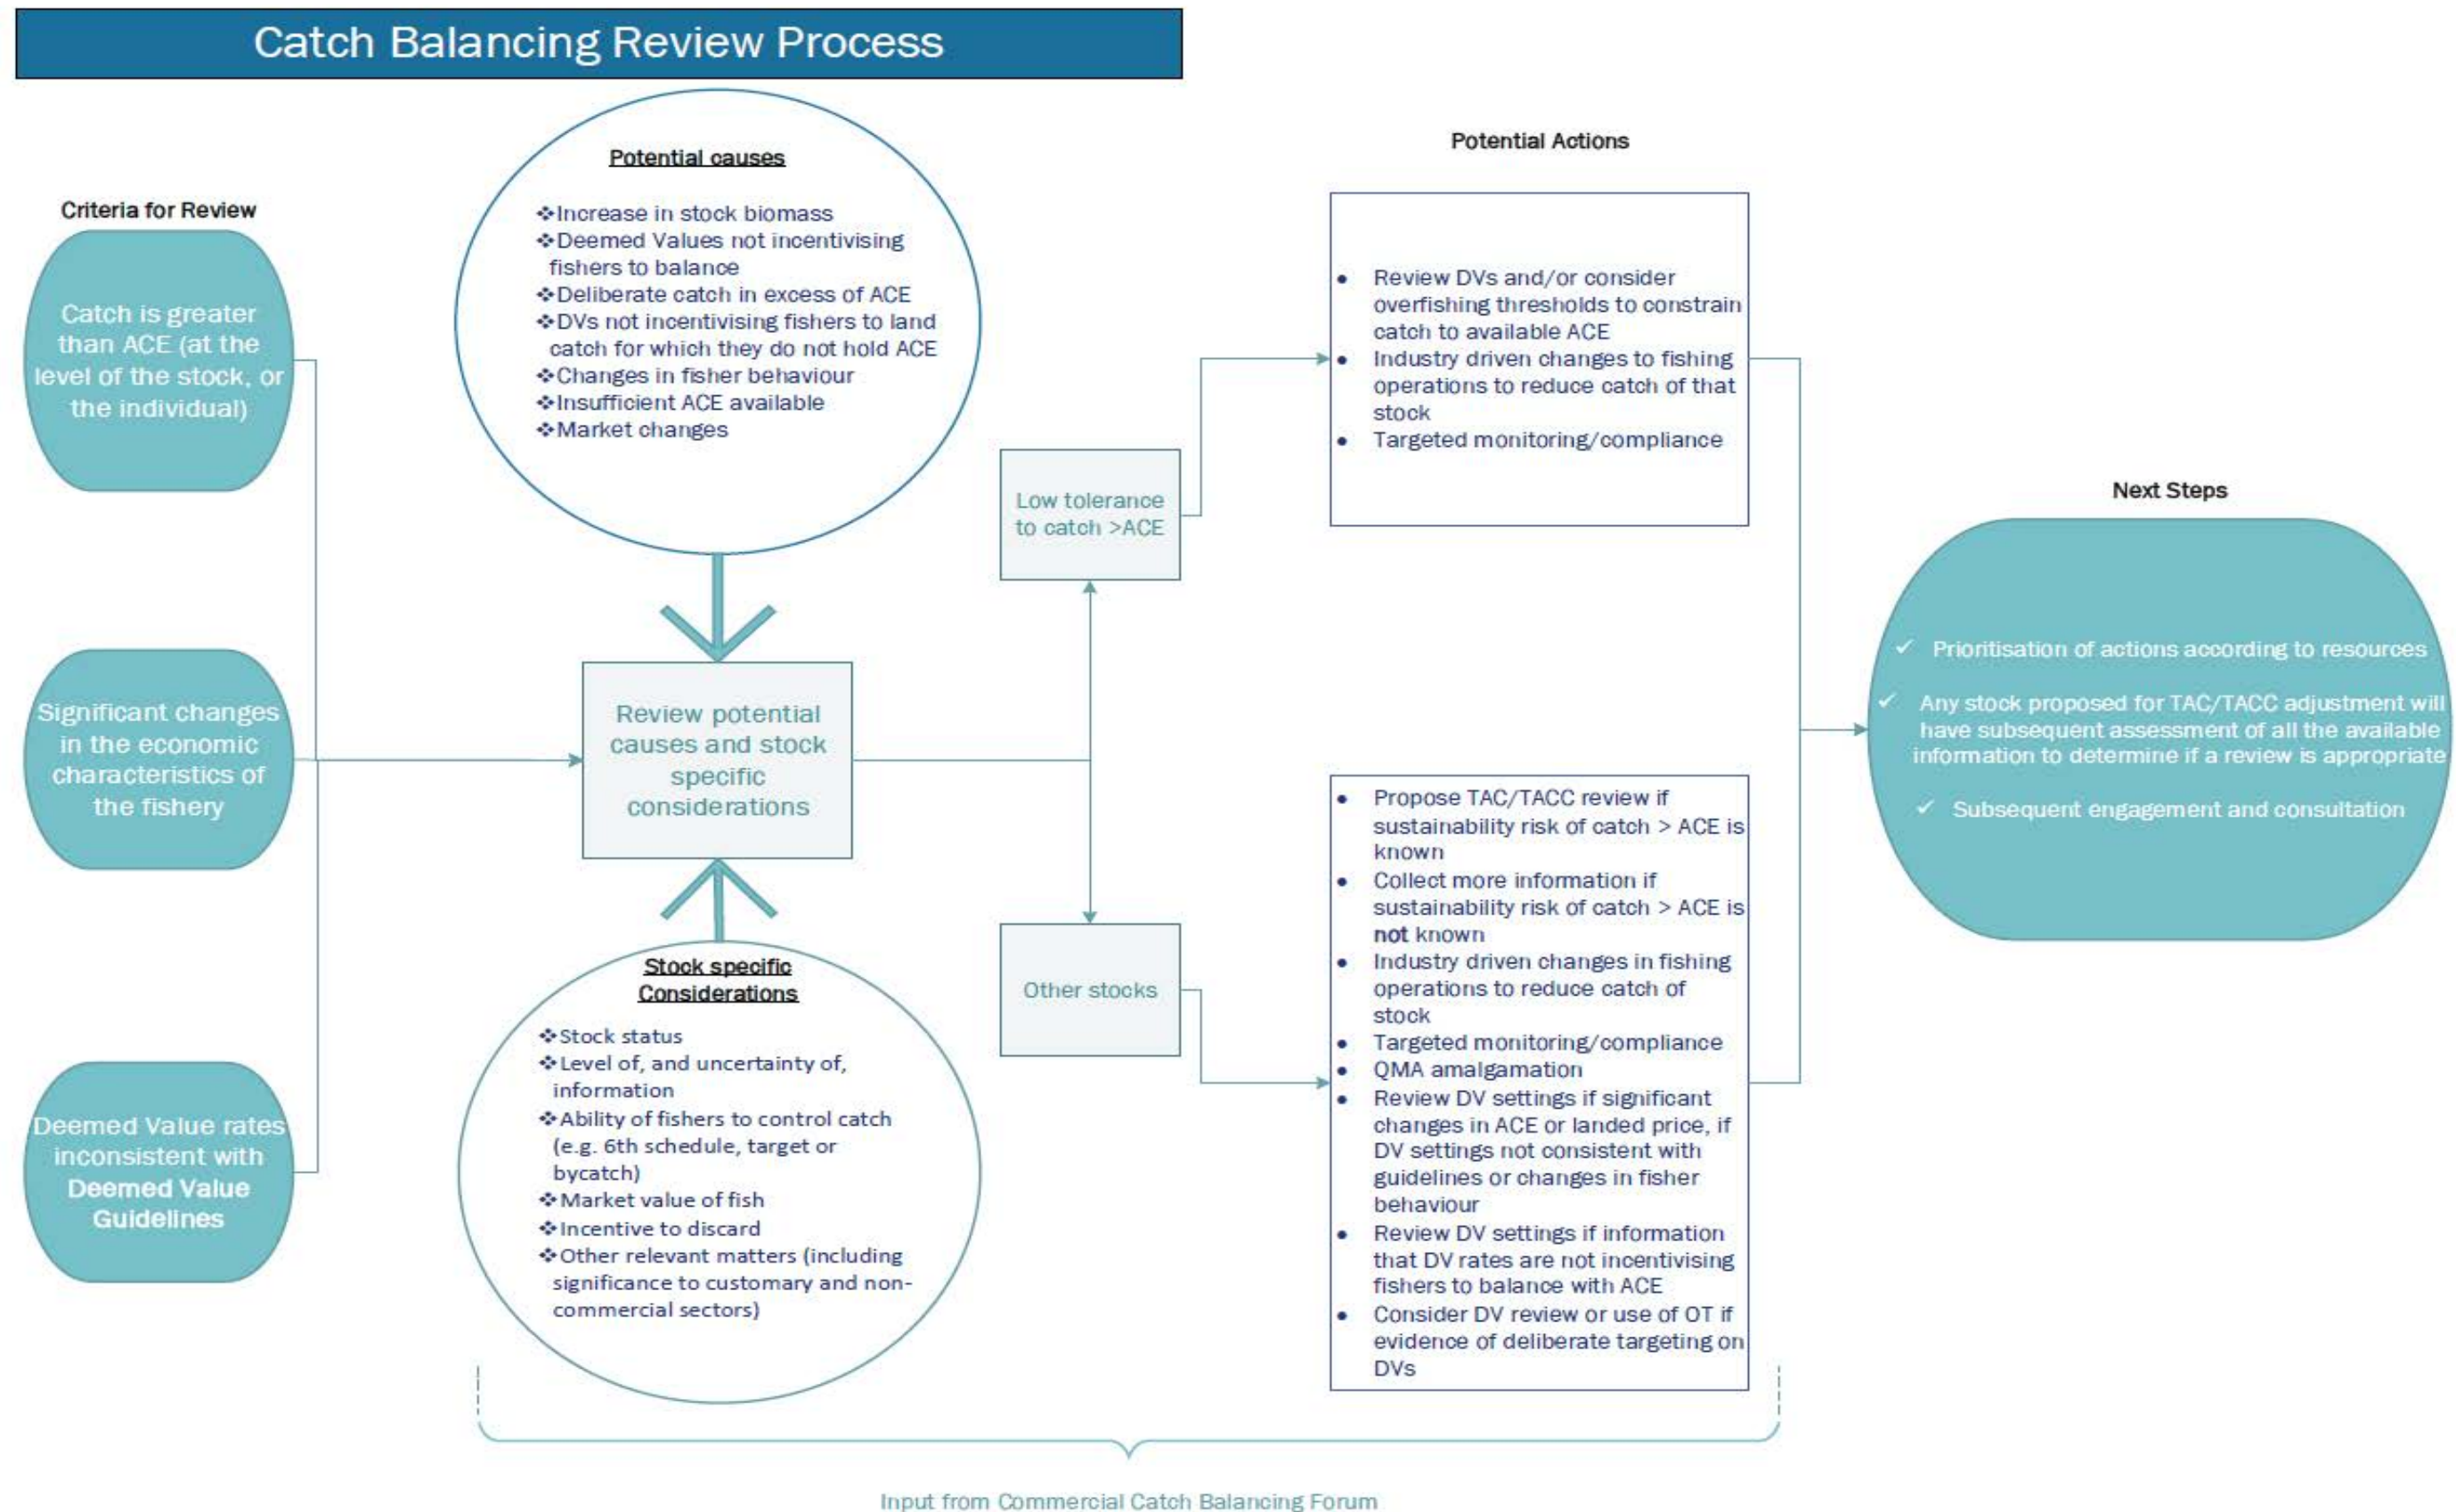 Catch Balancing Review Process
Criteria for Review
Catch is greater
than ACE (at the
level of the stock, or
the individual)
Significant changes
in the economic
characteristics of
the fishery
Deemed Value rates
inconsistent with
Deemed Value
Guidelines
Potential causes
❖Increase in stock biomass
❖Deemed Values not incentivising
fishers to balance
❖Deliberate catch in excess of ACE
❖DVs not incentivising fishers to land
catch for which they do not hold ACE
❖Changes in fisher behaviour
❖Insufficient ACE available
❖Market changes
Review potential
causes and stock
specific
considerations
Stock specific
Considerations
❖Stock status
❖Level of, and uncertainty of,
information
❖Ability of fishers to control catch
(e.g. 6th schedule, target or
bycatch)
❖Market value of fish
❖Incentive to discard
❖Other relevant matters (including
significance to customary and non-
commercial sectors)
Low tolerance
to catch >ACE
Other stocks
Potential Actions
• Review DVs and/or consider
overfishing thresholds to constrain
catch to available ACE
• Industry driven changes to fishing
operations to reduce catch of that
stock
• Targeted monitoring/compliance
• Propose TAC/TACC review if
sustainability risk of catch > ACE is
known
• Collect more information if
sustainability risk of catch > ACE is
not known
• Industry driven changes in fishing
operations to reduce catch of
stock
• Targeted monitoring/compliance
• QMA amalgamation
• Review DV settings if significant
changes in ACE or landed price, if
DV settings not consistent with
guidelines or changes in fisher
behaviour
• Review DV settings if information
that DV rates are not incentivising
fishers to balance with ACE
• Consider DV review or use of OT if
evidence of deliberate targeting on
DVs
Next Steps
✓ Prioritisation of actions according to resources
✓ Any stock proposed for TAC/TACC adjustment will
have subsequent assessment of all the available
information to determine if a review is appropriate
✓ Subsequent engagement and consultation
Input from Commercial Catch Balancing Forum